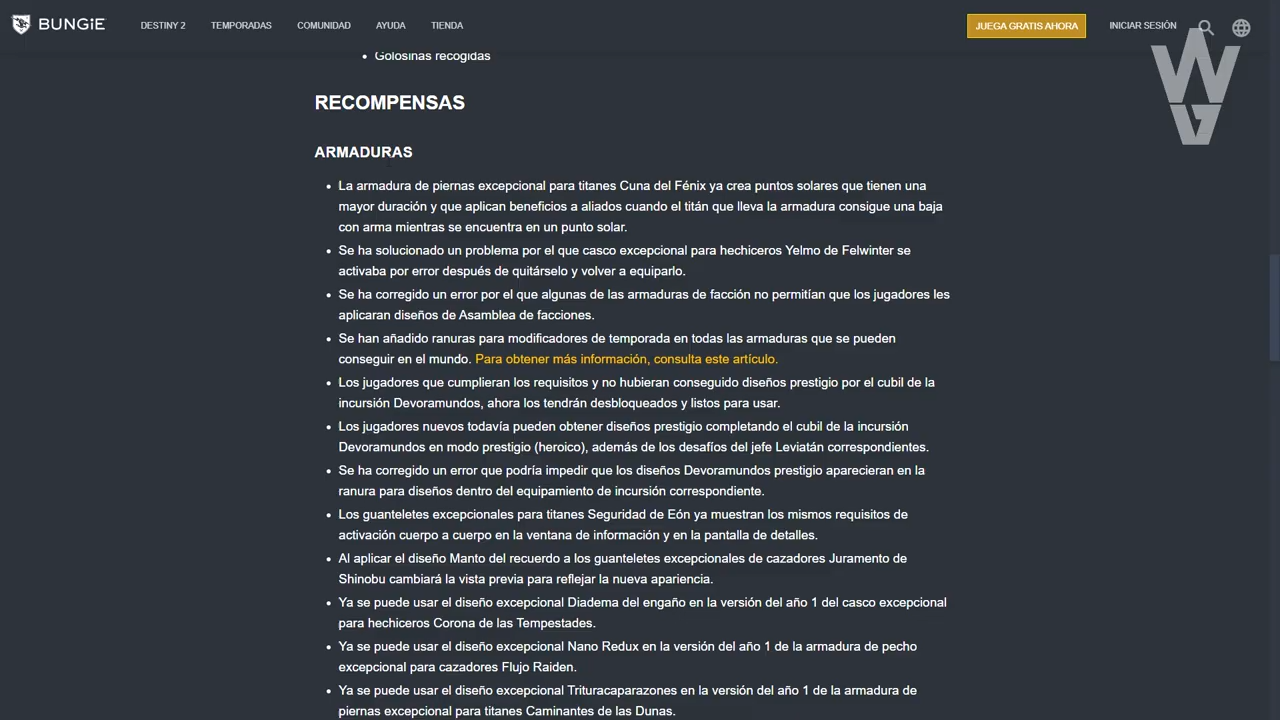 BUNGiE
DESTINY 2
TEMPORADAS
COMUNIDAD
AYUDA
TIENDA
JUEGA GRATIS AHORA
INICIAR SESIÓN
• Golosinas recogidas
RECOMPENSAS
ARMADURAS
• La armadura de piernas excepcional para titanes Cuna del Fénix ya crea puntos solares que tienen una
mayor duración y que aplican beneficios a aliados cuando el titán que lleva la armadura consigue una baja
con arma mientras se encuentra en un punto solar.
• Se ha solucionado un problema por el que casco excepcional para hechiceros Yelmo de Felwinter se
activaba por error después de quitárselo y volver a equiparlo.
• Se ha corregido un error por el que algunas de las armaduras de facción no permitían que los jugadores les
aplicaran diseños de Asamblea de facciones.
• Se han añadido ranuras para modificadores de temporada en todas las armaduras que se pueden
conseguir en el mundo. Para obtener más información, consulta este artículo.
• Los jugadores que cumplieran los requisitos y no hubieran conseguido diseños prestigio por el cubil de la
incursión Devoramundos, ahora los tendrán desbloqueados y listos para usar.
• Los jugadores nuevos todavía pueden obtener diseños prestigio completando el cubil de la incursión
Devoramundos en modo prestigio (heroico), además de los desafíos del jefe Leviatán correspondientes.
• Se ha corregido un error que podría impedir que los diseños Devoramundos prestigio aparecieran en la
ranura para diseños dentro del equipamiento de incursión correspondiente.
• Los guanteletes excepcionales para titanes Seguridad de Eón ya muestran los mismos requisitos de
activación cuerpo a cuerpo en la ventana de información y en la pantalla de detalles.
• Al aplicar el diseño Manto del recuerdo a los guanteletes excepcionales de cazadores Juramento de
Shinobu cambiará la vista previa para reflejar la nueva apariencia.
• Ya se puede usar el diseño excepcional Diadema del engaño en la versión del año 1 del casco excepcional
para hechiceros Corona de las Tempestades.
• Ya se puede usar el diseño excepcional Nano Redux en la versión del año 1 de la armadura de pecho
excepcional para cazadores Flujo Raiden.
• Ya se puede usar el diseño excepcional Trituracaparazones en la versión del año 1 de la armadura de
piernas excepcional para titanes Caminantes de las Dunas.